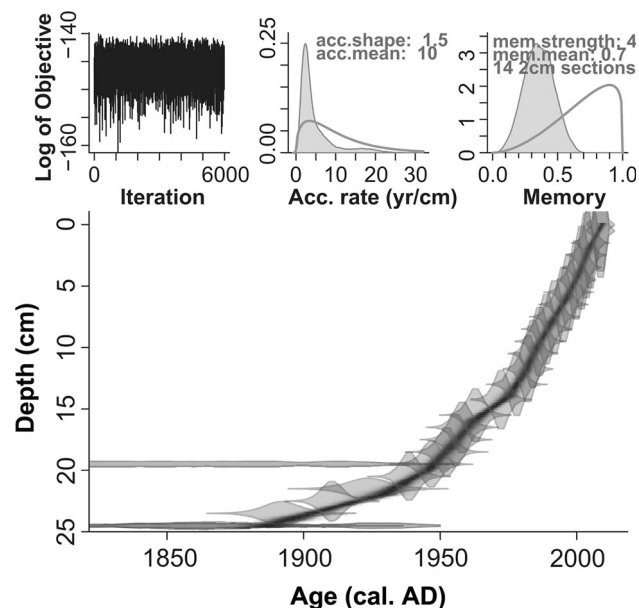 −140
−160
Log of Objective
0
6000
Iteration
0.25
0.00
acc.shape: 1.5
acc.mean: 10
0
10
20
30
Acc. rate (yr/cm)
3
2
1
0
mem.strength: 4
mem.mean: 0.7
14 2cm sections
0.0
0.5
1.0
Memory
0
5
10
15
20
25
Depth (cm)
1850
1900
1950
2000
Age (cal. AD)